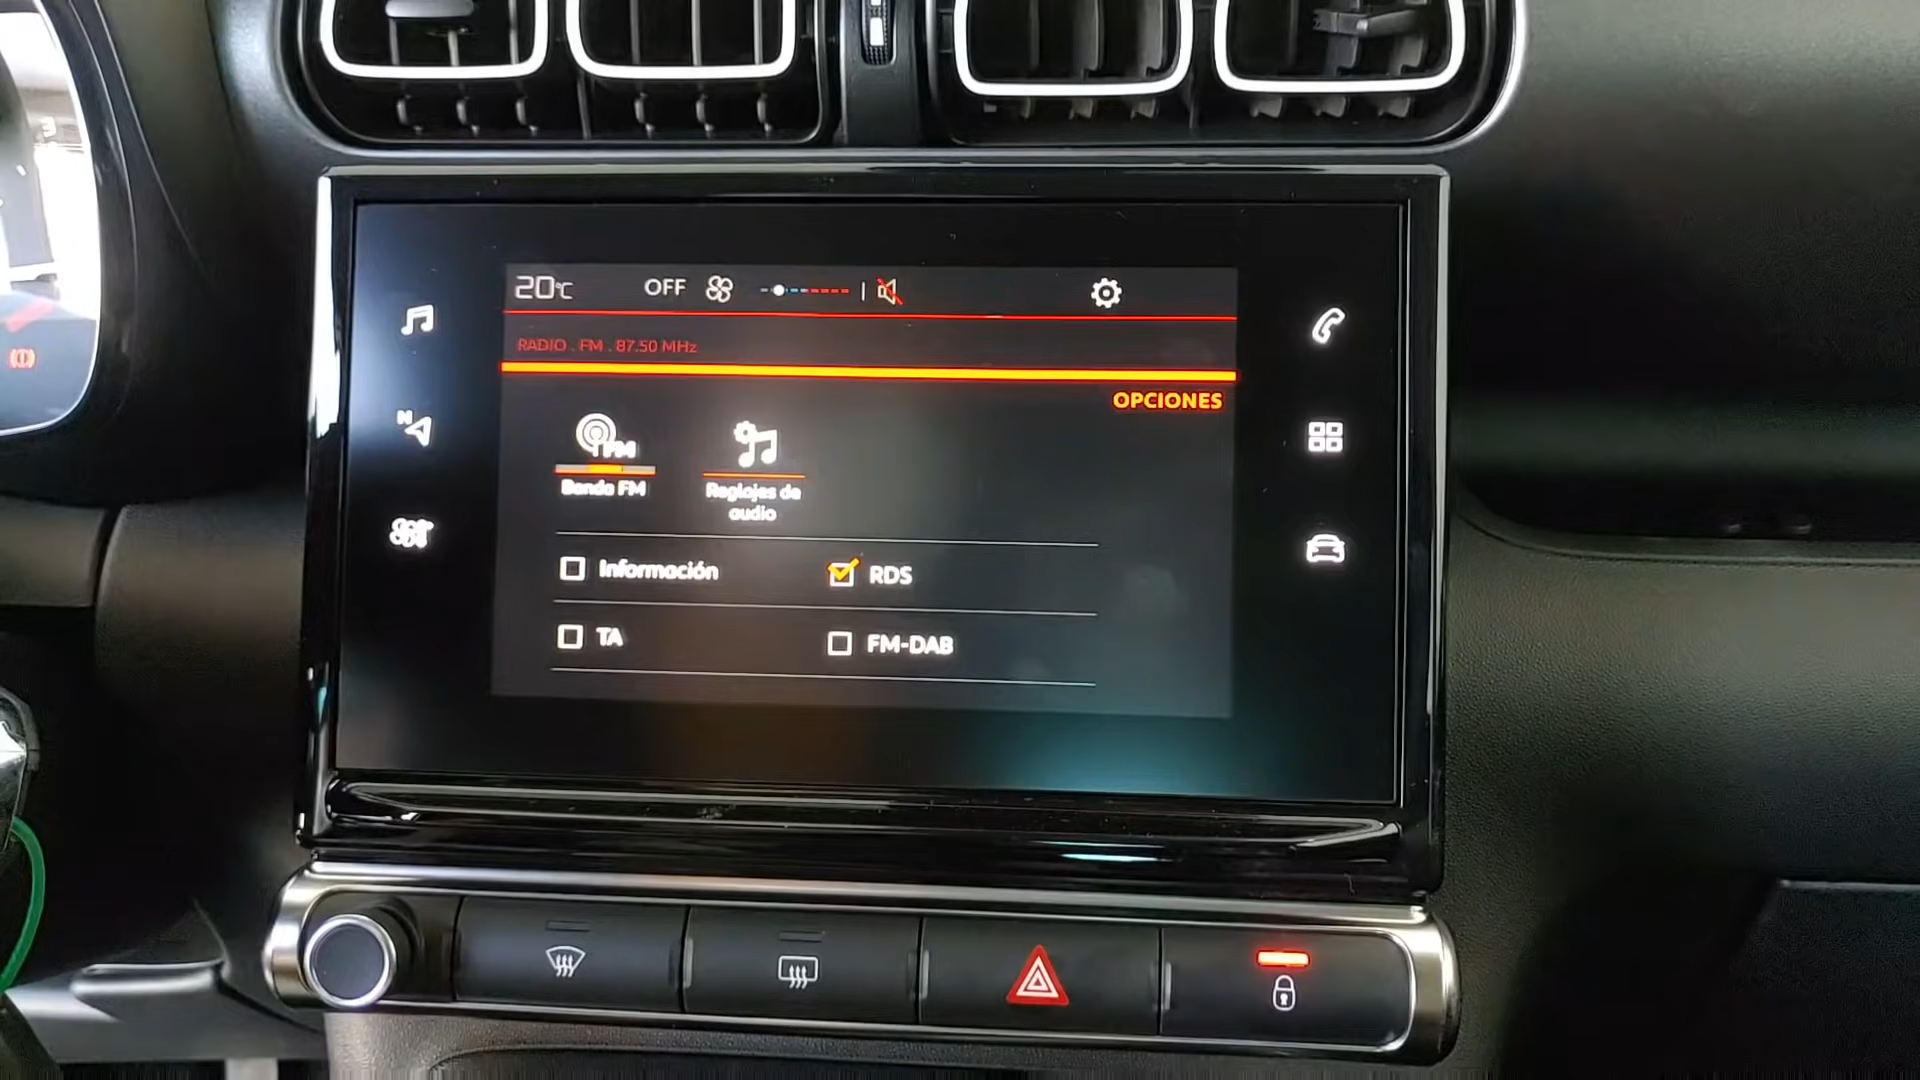 20°C OFF
RADIO . FM . 87.50 MHz
OPCIONES
FM
Banda FM
Reglajes de
audio
Información
RDS
TA
FM-DAB
N